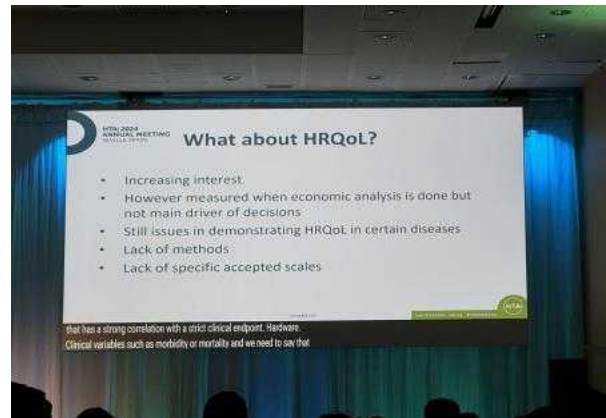 HTAi 2024
ANNUAL MEETING
SEVILLE, SPAIN
What about HRQoL?
• Increasing interest
• However measured when economic analysis is done but
not main driver of decisions
• Still issues in demonstrating HRQoL in certain diseases
• Lack of methods
• Lack of specific accepted scales
HTAi
that has a strong correlation with a strict clinical endpoint. Hardware.
Clinical variables such as morbidity or mortality and we need to say that